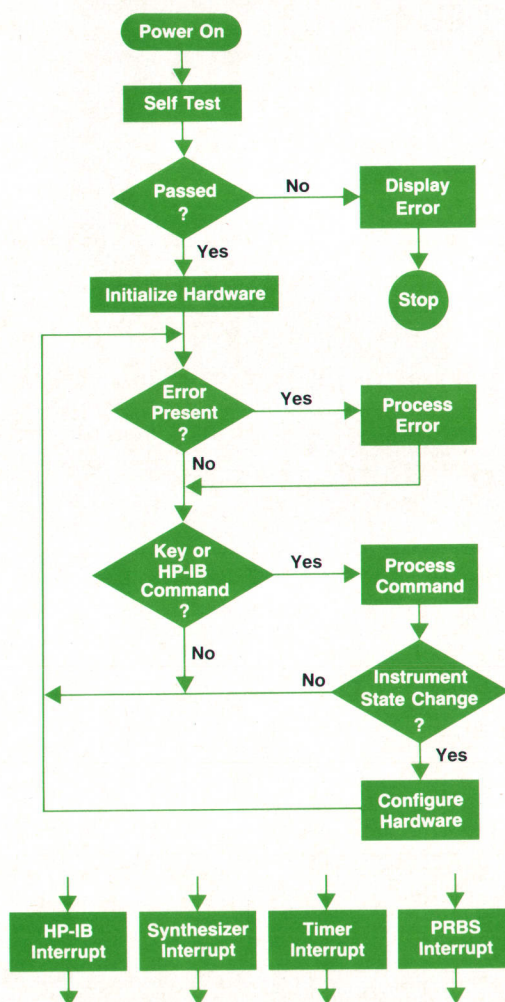 Power On
Self Test
Passed
?
No
Display
Error
Yes
Stop
Initialize Hardware
Error
Present
?
Yes
Process
Error
No
Key or
HP-IB
Command
?
Yes
Process
Command
No
No
Instrument
State Change
?
Yes
Configure
Hardware
HP-IB
Interrupt
Synthesizer
Interrupt
Timer
Interrupt
PRBS
Interrupt